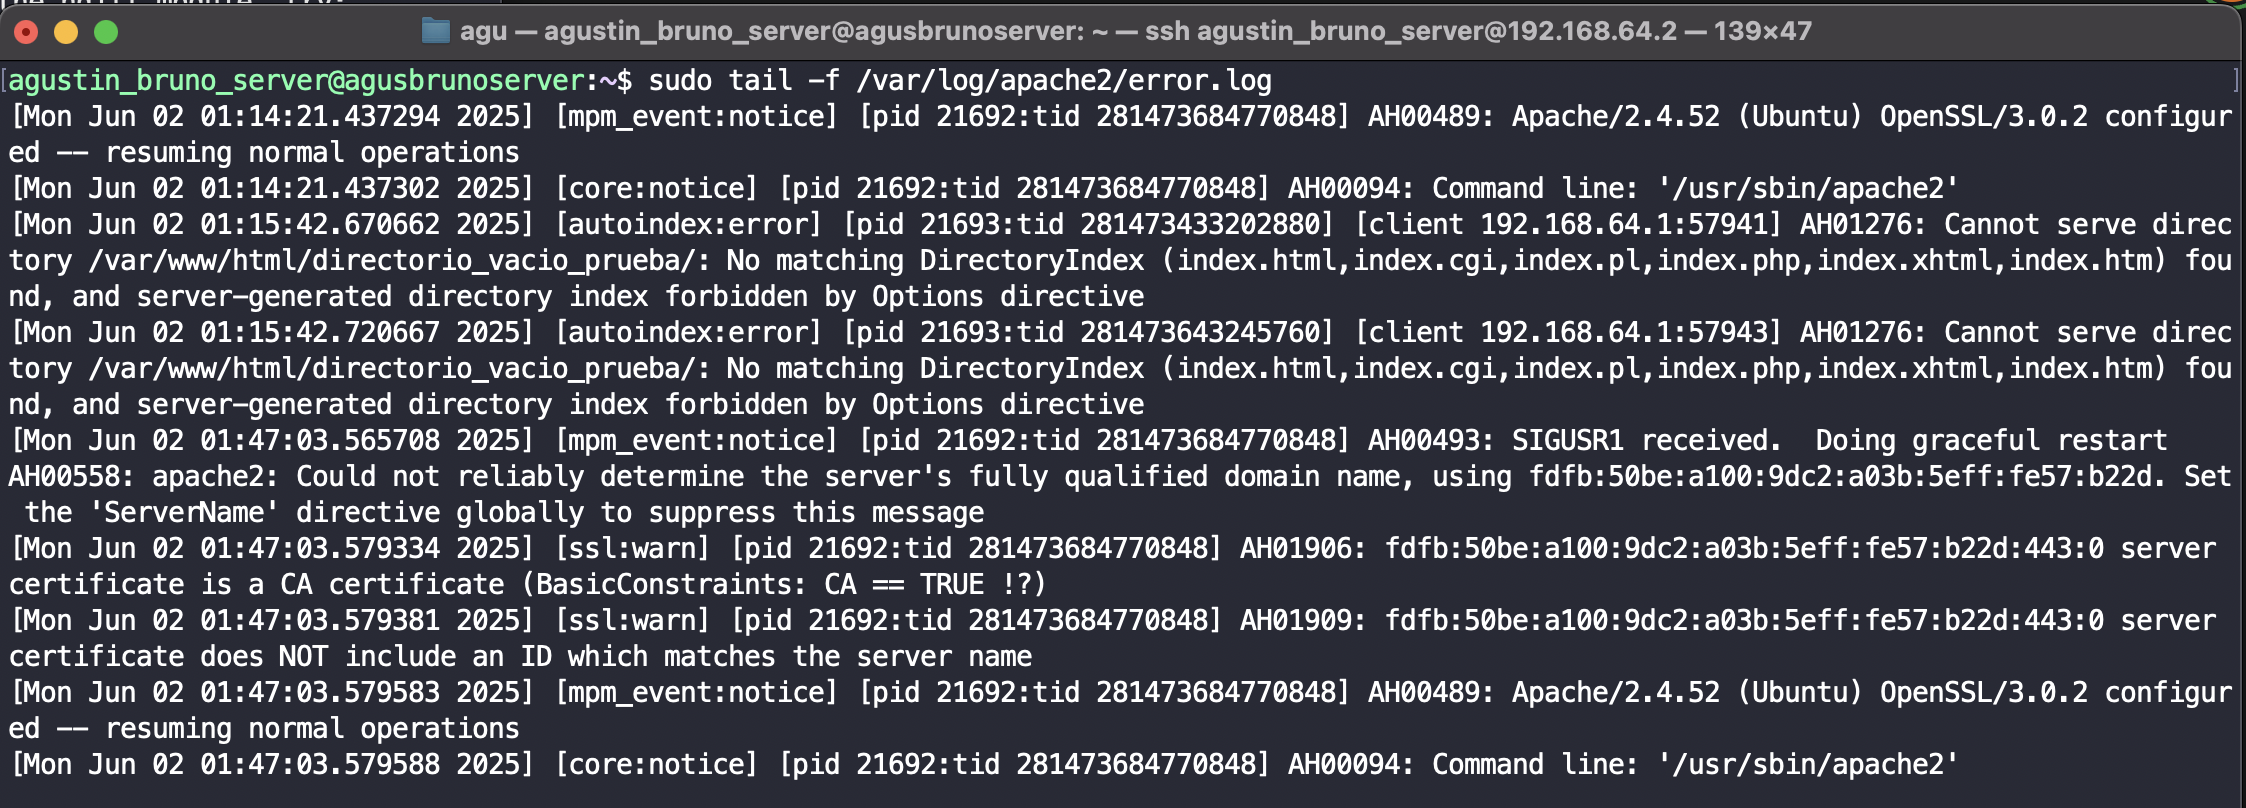 agu — agustin_bruno_server@agusbrunoserver: ~ — ssh agustin_bruno_server@192.168.64.2 — 139×47
[agustin_bruno_server@agusbrunoserver:~$ sudo tail -f /var/log/apache2/error.log ]
[Mon Jun 02 01:14:21.437294 2025] [mpm_event:notice] [pid 21692:tid 281473684770848] AH00489: Apache/2.4.52 (Ubuntu) OpenSSL/3.0.2 configur
ed -- resuming normal operations
[Mon Jun 02 01:14:21.437302 2025] [core:notice] [pid 21692:tid 281473684770848] AH00094: Command line: '/usr/sbin/apache2'
[Mon Jun 02 01:15:42.670662 2025] [autoindex:error] [pid 21693:tid 281473433202880] [client 192.168.64.1:57941] AH01276: Cannot serve direc
tory /var/www/html/directorio_vacio_prueba/: No matching DirectoryIndex (index.html,index.cgi,index.pl,index.php,index.xhtml,index.htm) fou
nd, and server-generated directory index forbidden by Options directive
[Mon Jun 02 01:15:42.720667 2025] [autoindex:error] [pid 21693:tid 281473643245760] [client 192.168.64.1:57943] AH01276: Cannot serve direc
tory /var/www/html/directorio_vacio_prueba/: No matching DirectoryIndex (index.html,index.cgi,index.pl,index.php,index.xhtml,index.htm) fou
nd, and server-generated directory index forbidden by Options directive
[Mon Jun 02 01:47:03.565708 2025] [mpm_event:notice] [pid 21692:tid 281473684770848] AH00493: SIGUSR1 received.  Doing graceful restart
AH00558: apache2: Could not reliably determine the server's fully qualified domain name, using fdfb:50be:a100:9dc2:a03b:5eff:fe57:b22d. Set
 the 'ServerName' directive globally to suppress this message
[Mon Jun 02 01:47:03.579334 2025] [ssl:warn] [pid 21692:tid 281473684770848] AH01906: fdfb:50be:a100:9dc2:a03b:5eff:fe57:b22d:443:0 server
certificate is a CA certificate (BasicConstraints: CA == TRUE !?)
[Mon Jun 02 01:47:03.579381 2025] [ssl:warn] [pid 21692:tid 281473684770848] AH01909: fdfb:50be:a100:9dc2:a03b:5eff:fe57:b22d:443:0 server
certificate does NOT include an ID which matches the server name
[Mon Jun 02 01:47:03.579583 2025] [mpm_event:notice] [pid 21692:tid 281473684770848] AH00489: Apache/2.4.52 (Ubuntu) OpenSSL/3.0.2 configur
ed -- resuming normal operations
[Mon Jun 02 01:47:03.579588 2025] [core:notice] [pid 21692:tid 281473684770848] AH00094: Command line: '/usr/sbin/apache2'